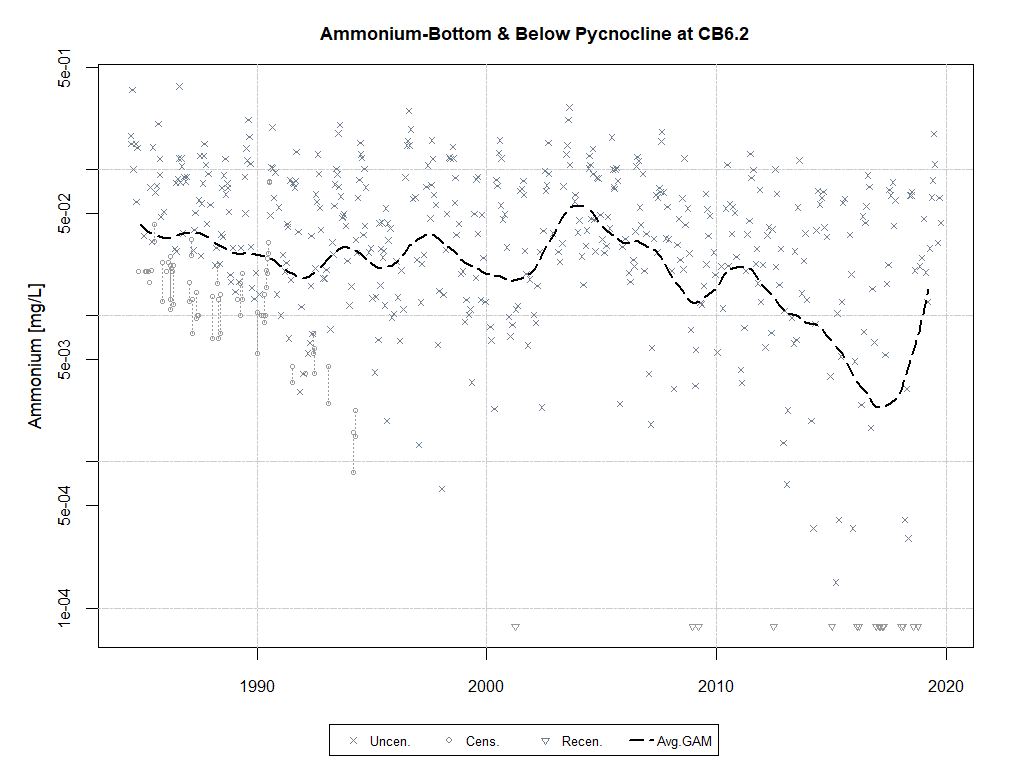 Ammonium-Bottom & Below Pycnocline at CB6.2
Ammonium [mg/L]
5e-01
5e-02
5e-03
5e-04
1e-04
1990 2000 2010 2020
Uncen. Cens. Recen. Avg.GAM